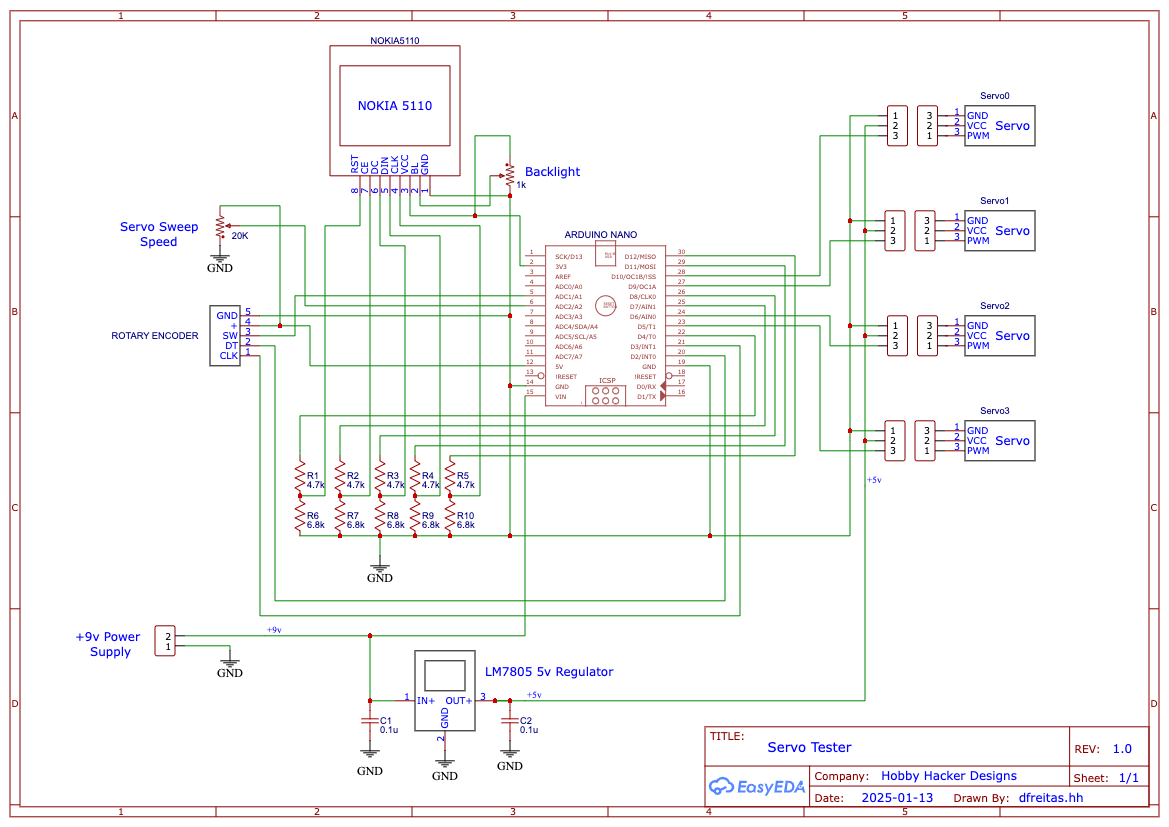 1 2 3 4 5
A
B
C
D
A
B
C
D
NOKIA5110
NOKIA 5110
RST CE DC DIN CLK VCC BL GND
8 7 6 5 4 3 2 1
Backlight
1k
Servo Sweep
Speed
20K
GND
ROTARY ENCODER
GND 5
+ 4
SW 3
DT 2
CLK 1
ARDUINO NANO
1 SCK/D13
2 3V3
3 AREF
4 ADC0/A0
5 ADC1/A1
6 ADC2/A2
7 ADC3/A3
8 ADC4/SDA/A4
9 ADC5/SCL/A5
10 ADC6/A6
11 ADC7/A7
12 5V
13 !RESET
14 GND
15 VIN
D12/MISO 30
D11/MOSI 29
D10/OC1B/!SS 28
D9/OC1A 27
D8/CLK0 26
D7/AIN1 25
D6/AIN0 24
D5/T1 23
D4/T0 22
D3/INT1 21
D2/INT0 20
GND 19
!RESET 18
D0/RX 17
D1/TX 16
ICSP
1
Servo0
1 3 1 GND
2 2 2 VCC Servo
3 1 3 PWM
Servo1
1 3 1 GND
2 2 2 VCC Servo
3 1 3 PWM
Servo2
1 3 1 GND
2 2 2 VCC Servo
3 1 3 PWM
Servo3
1 3 1 GND
2 2 2 VCC Servo
3 1 3 PWM
+5v
R1 R2 R3 R4 R5
4.7k 4.7k 4.7k 4.7k 4.7k
R6 R7 R8 R9 R10
6.8k 6.8k 6.8k 6.8k 6.8k
GND
+9v Power
Supply
2
1
+9v
GND
LM7805 5v Regulator
1 IN+ OUT+ 3
GND
2
+5v
C1
0.1u
C2
0.1u
GND
GND
GND
TITLE:
Servo Tester
REV: 1.0
EasyEDA
Company: Hobby Hacker Designs
Sheet: 1/1
Date: 2025-01-13 Drawn By: dfreitas.hh
1 2 3 4 5